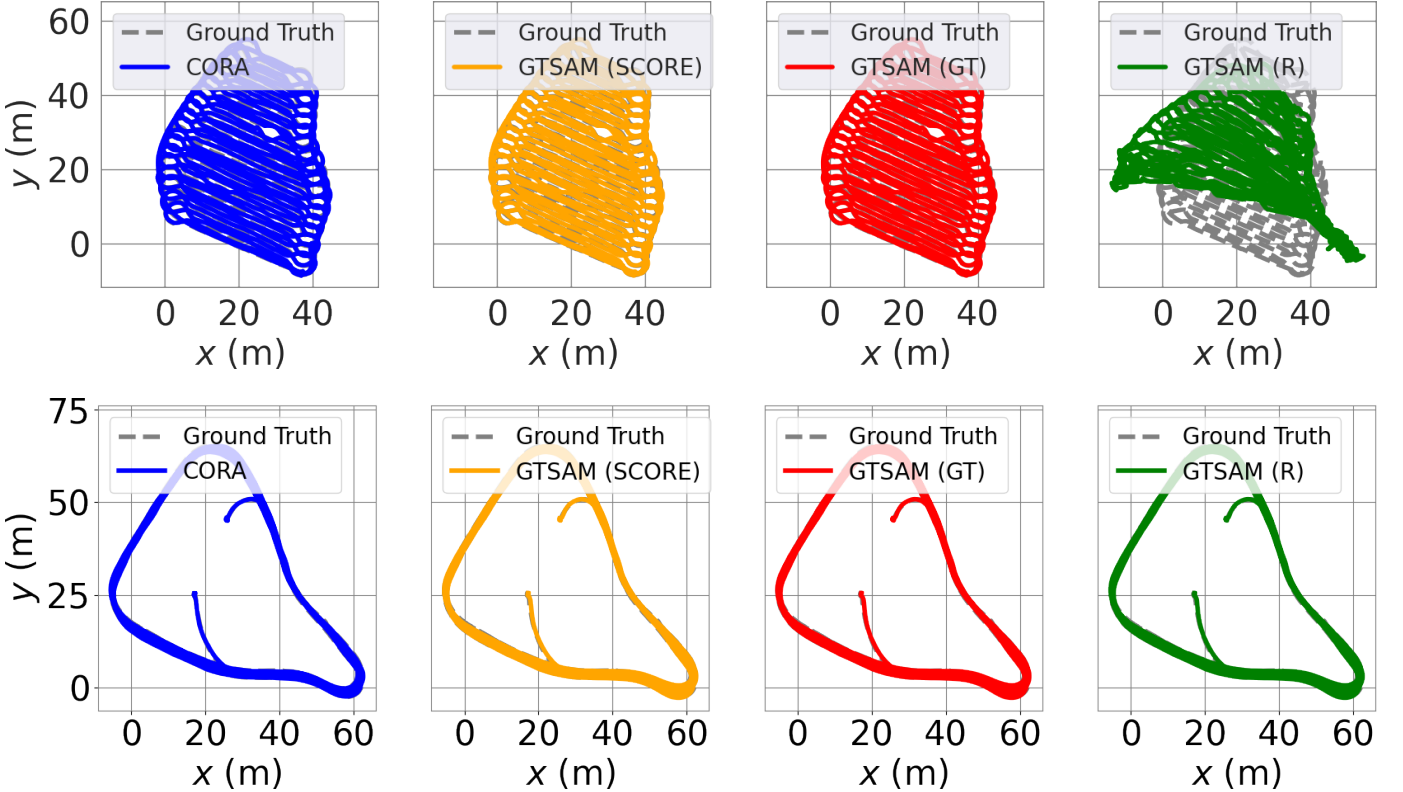 Ground Truth
CORA
Ground Truth
GTSAM (SCORE)
Ground Truth
GTSAM (GT)
Ground Truth
GTSAM (R)
y (m)
60
40
20
0
0 20 40
0 20 40
0 20 40
0 20 40
x (m)
x (m)
x (m)
x (m)
Ground Truth
CORA
Ground Truth
GTSAM (SCORE)
Ground Truth
GTSAM (GT)
Ground Truth
GTSAM (R)
y (m)
75
50
25
0
0 20 40 60
0 20 40 60
0 20 40 60
0 20 40 60
x (m)
x (m)
x (m)
x (m)